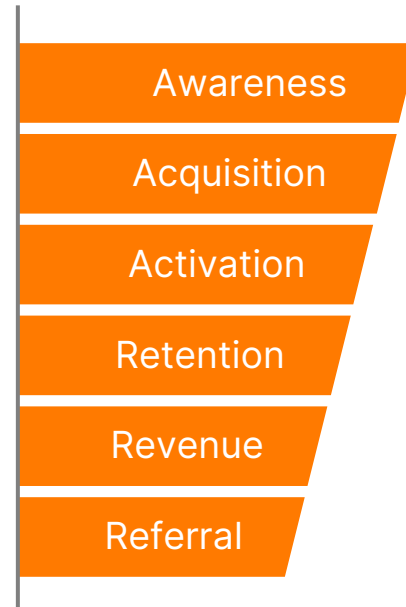 Awareness
Acquisition
Activation
Retention
Revenue
Referral